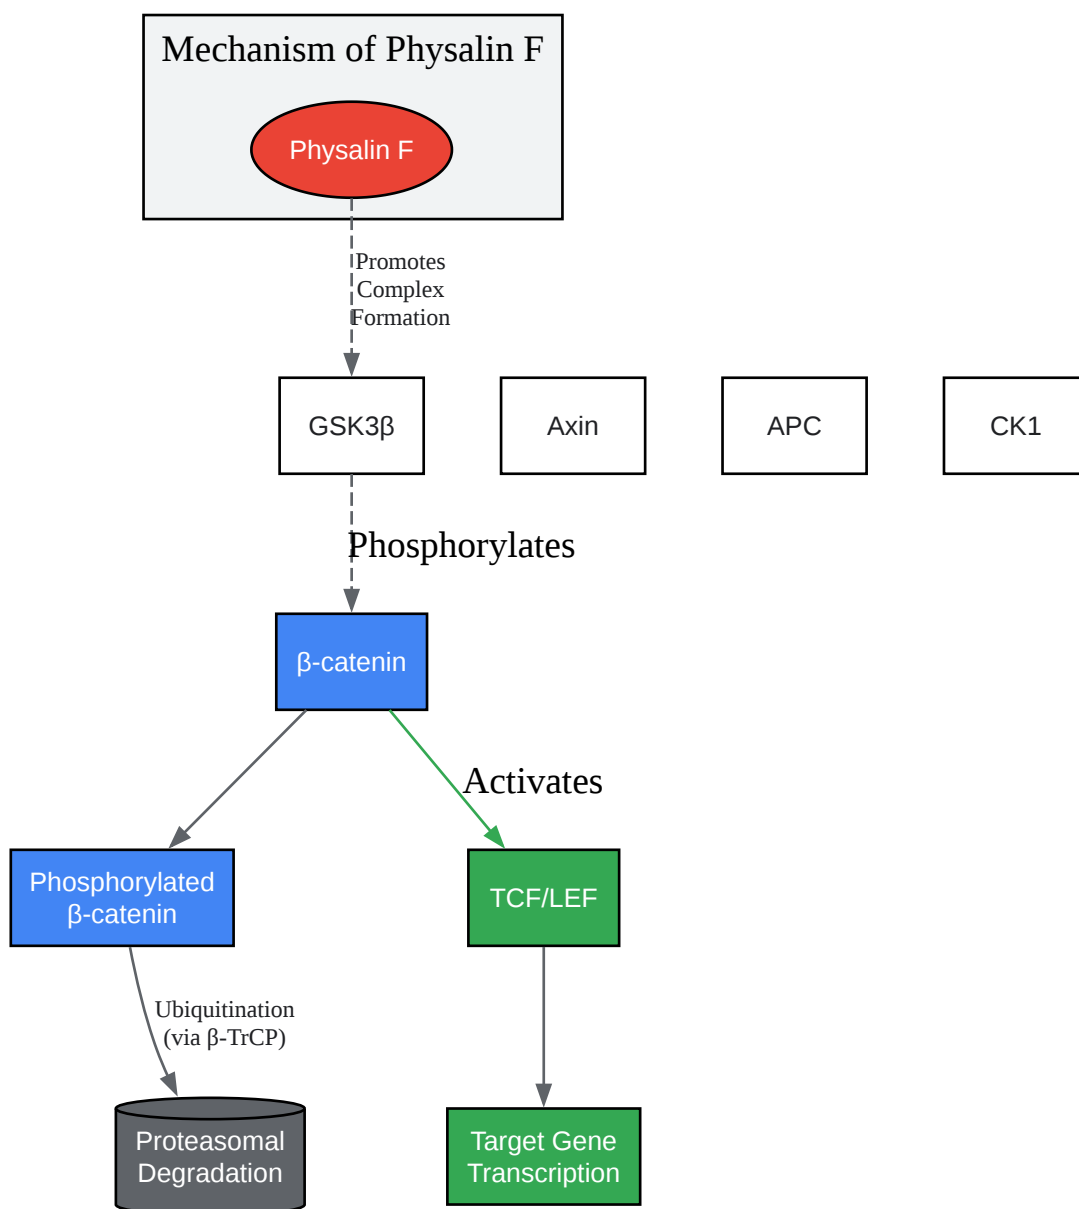 Mechanism of Physalin F
Physalin F
Promotes
Complex
Formation
GSK3β
Axin
APC
CK1
Phosphorylates
β-catenin
Activates
Phosphorylated
β-catenin
TCF/LEF
Ubiquitination
(via β-TrCP)
Proteasomal
Degradation
Target Gene
Transcription